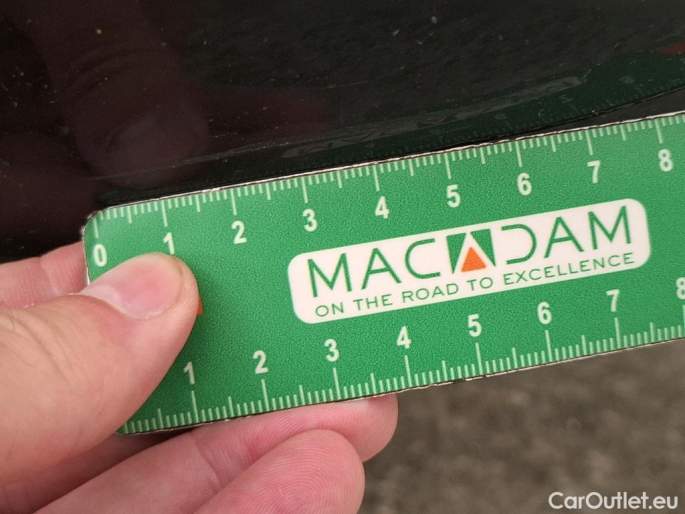 0 1 2 3 4 5 6 7 8
MACADAM
ON THE ROAD TO EXCELLENCE
1 2 3 4 5 6 7 8
CarOutlet.eu